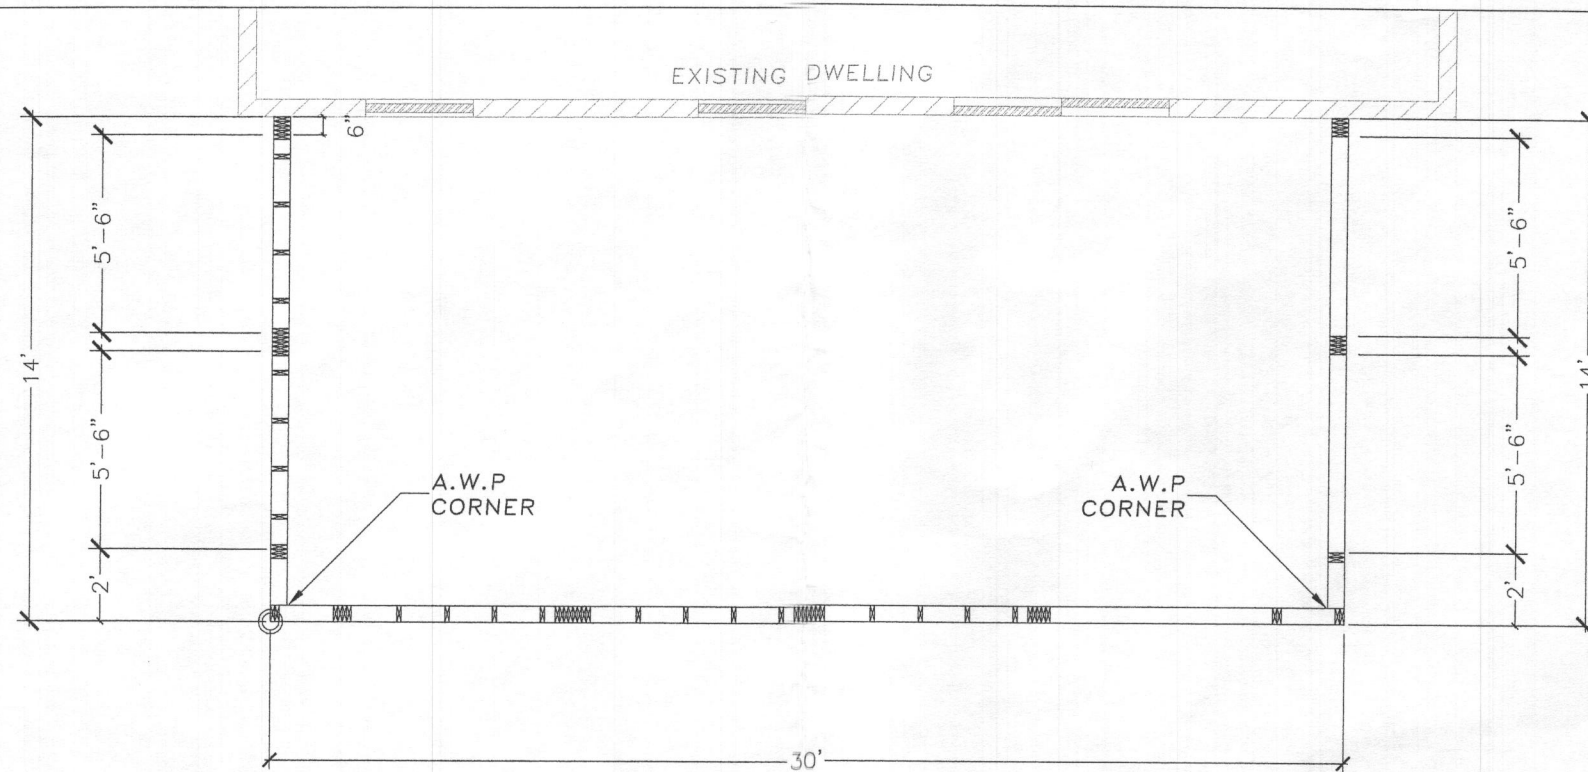 EXISTING DWELLING
6"
5'-6"
5'-6"
14'
14'
5'-6"
5'-6"
A.W.P
CORNER
A.W.P
CORNER
2'
2'
30'